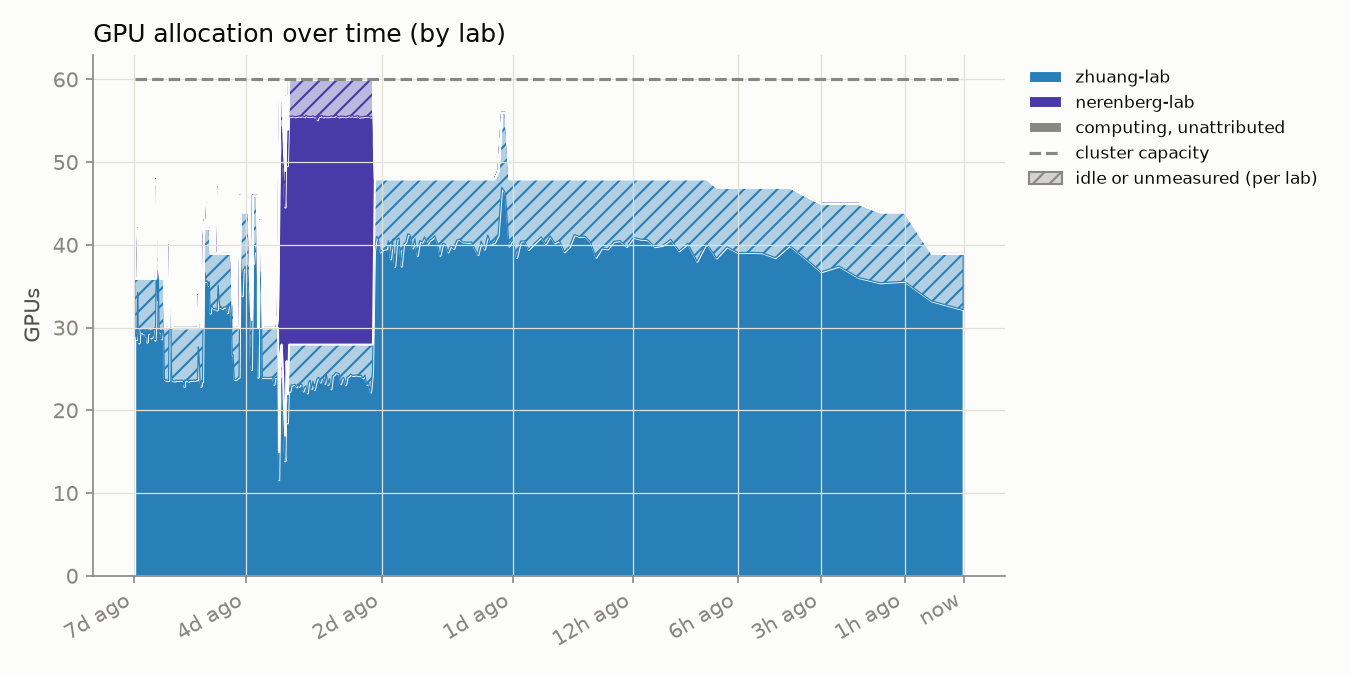 GPU allocation over time (by lab)
GPUs
60
50
40
30
20
10
0
7d ago
4d ago
2d ago
1d ago
12h ago
6h ago
3h ago
1h ago
now
zhuang-lab
nerenberg-lab
computing, unattributed
cluster capacity
idle or unmeasured (per lab)